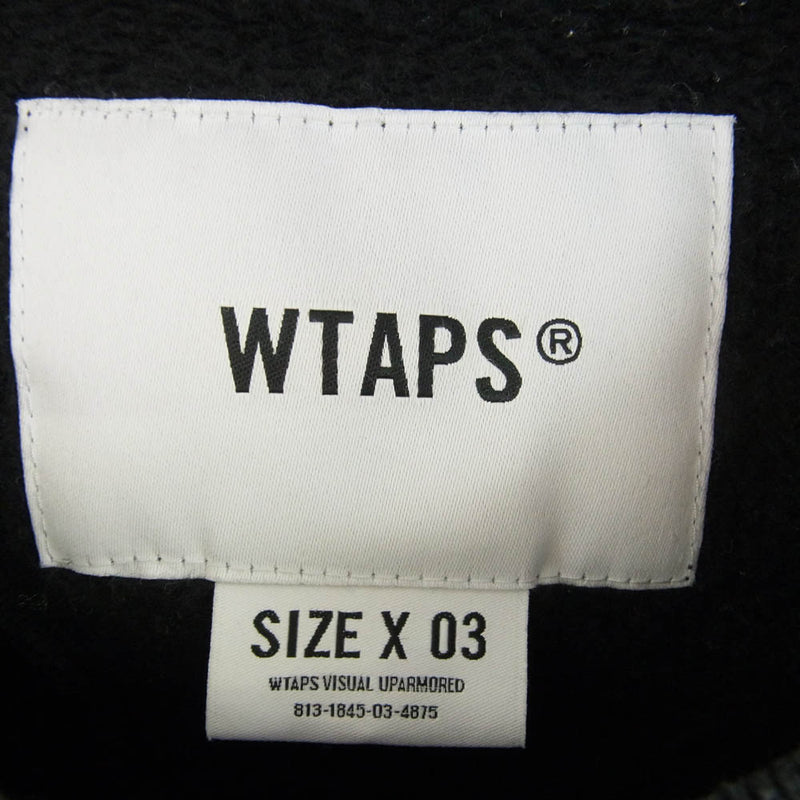 WTAPS®
SIZE X 03
WTAPS VISUAL UPARMORED
813-1845-03-4875